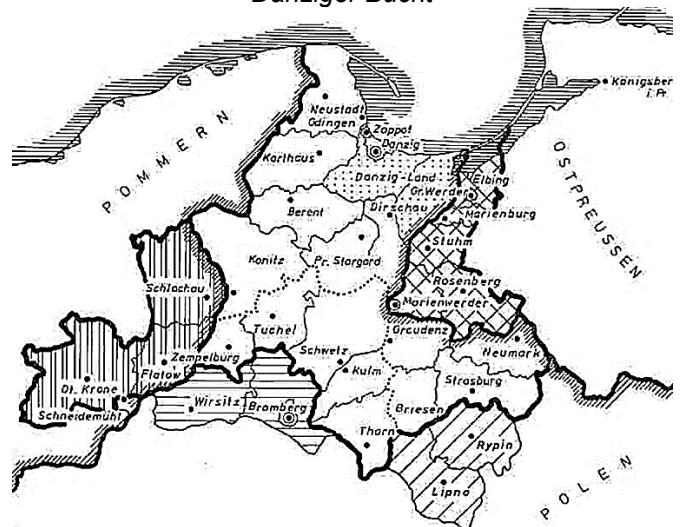 Danziger Bucht
Königsberg
i. Pr.
Neustadt
Gdingen
Zoppot
Danzig
POMMERN
Karthaus
Danzig-Land
Elbing
Gr. Werder
OSTPREUSSEN
Berent
Dirschau
Marienburg
Stuhm
Konitz
Pr. Stargard
Schlochau
Rosenberg
Marienwerder
Tuchel
Graudenz
Neumark
Zempelburg
Schwetz
Flatow
Dt. Krone
Kulm
Strasburg
Schneidemühl
Wirsitz
Bromberg
Briesen
Thorn
Rypin
Lipno
POLEN